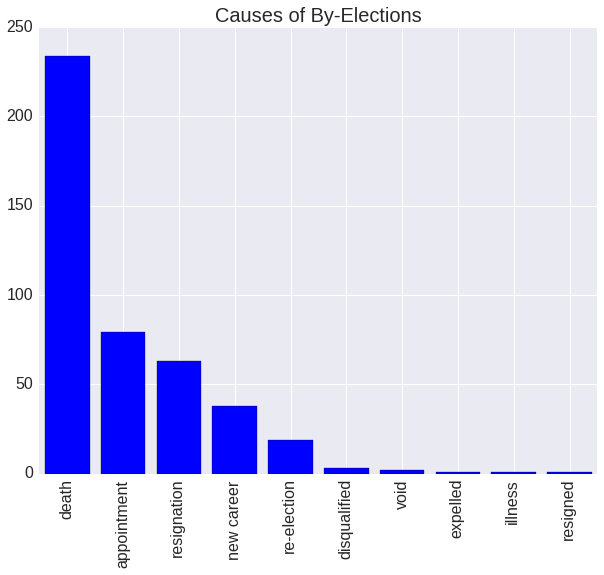 Causes of By-Elections
250
200
150
100
50
0
death
appointment
resignation
new career
re-election
disqualified
void
expelled
illness
resigned